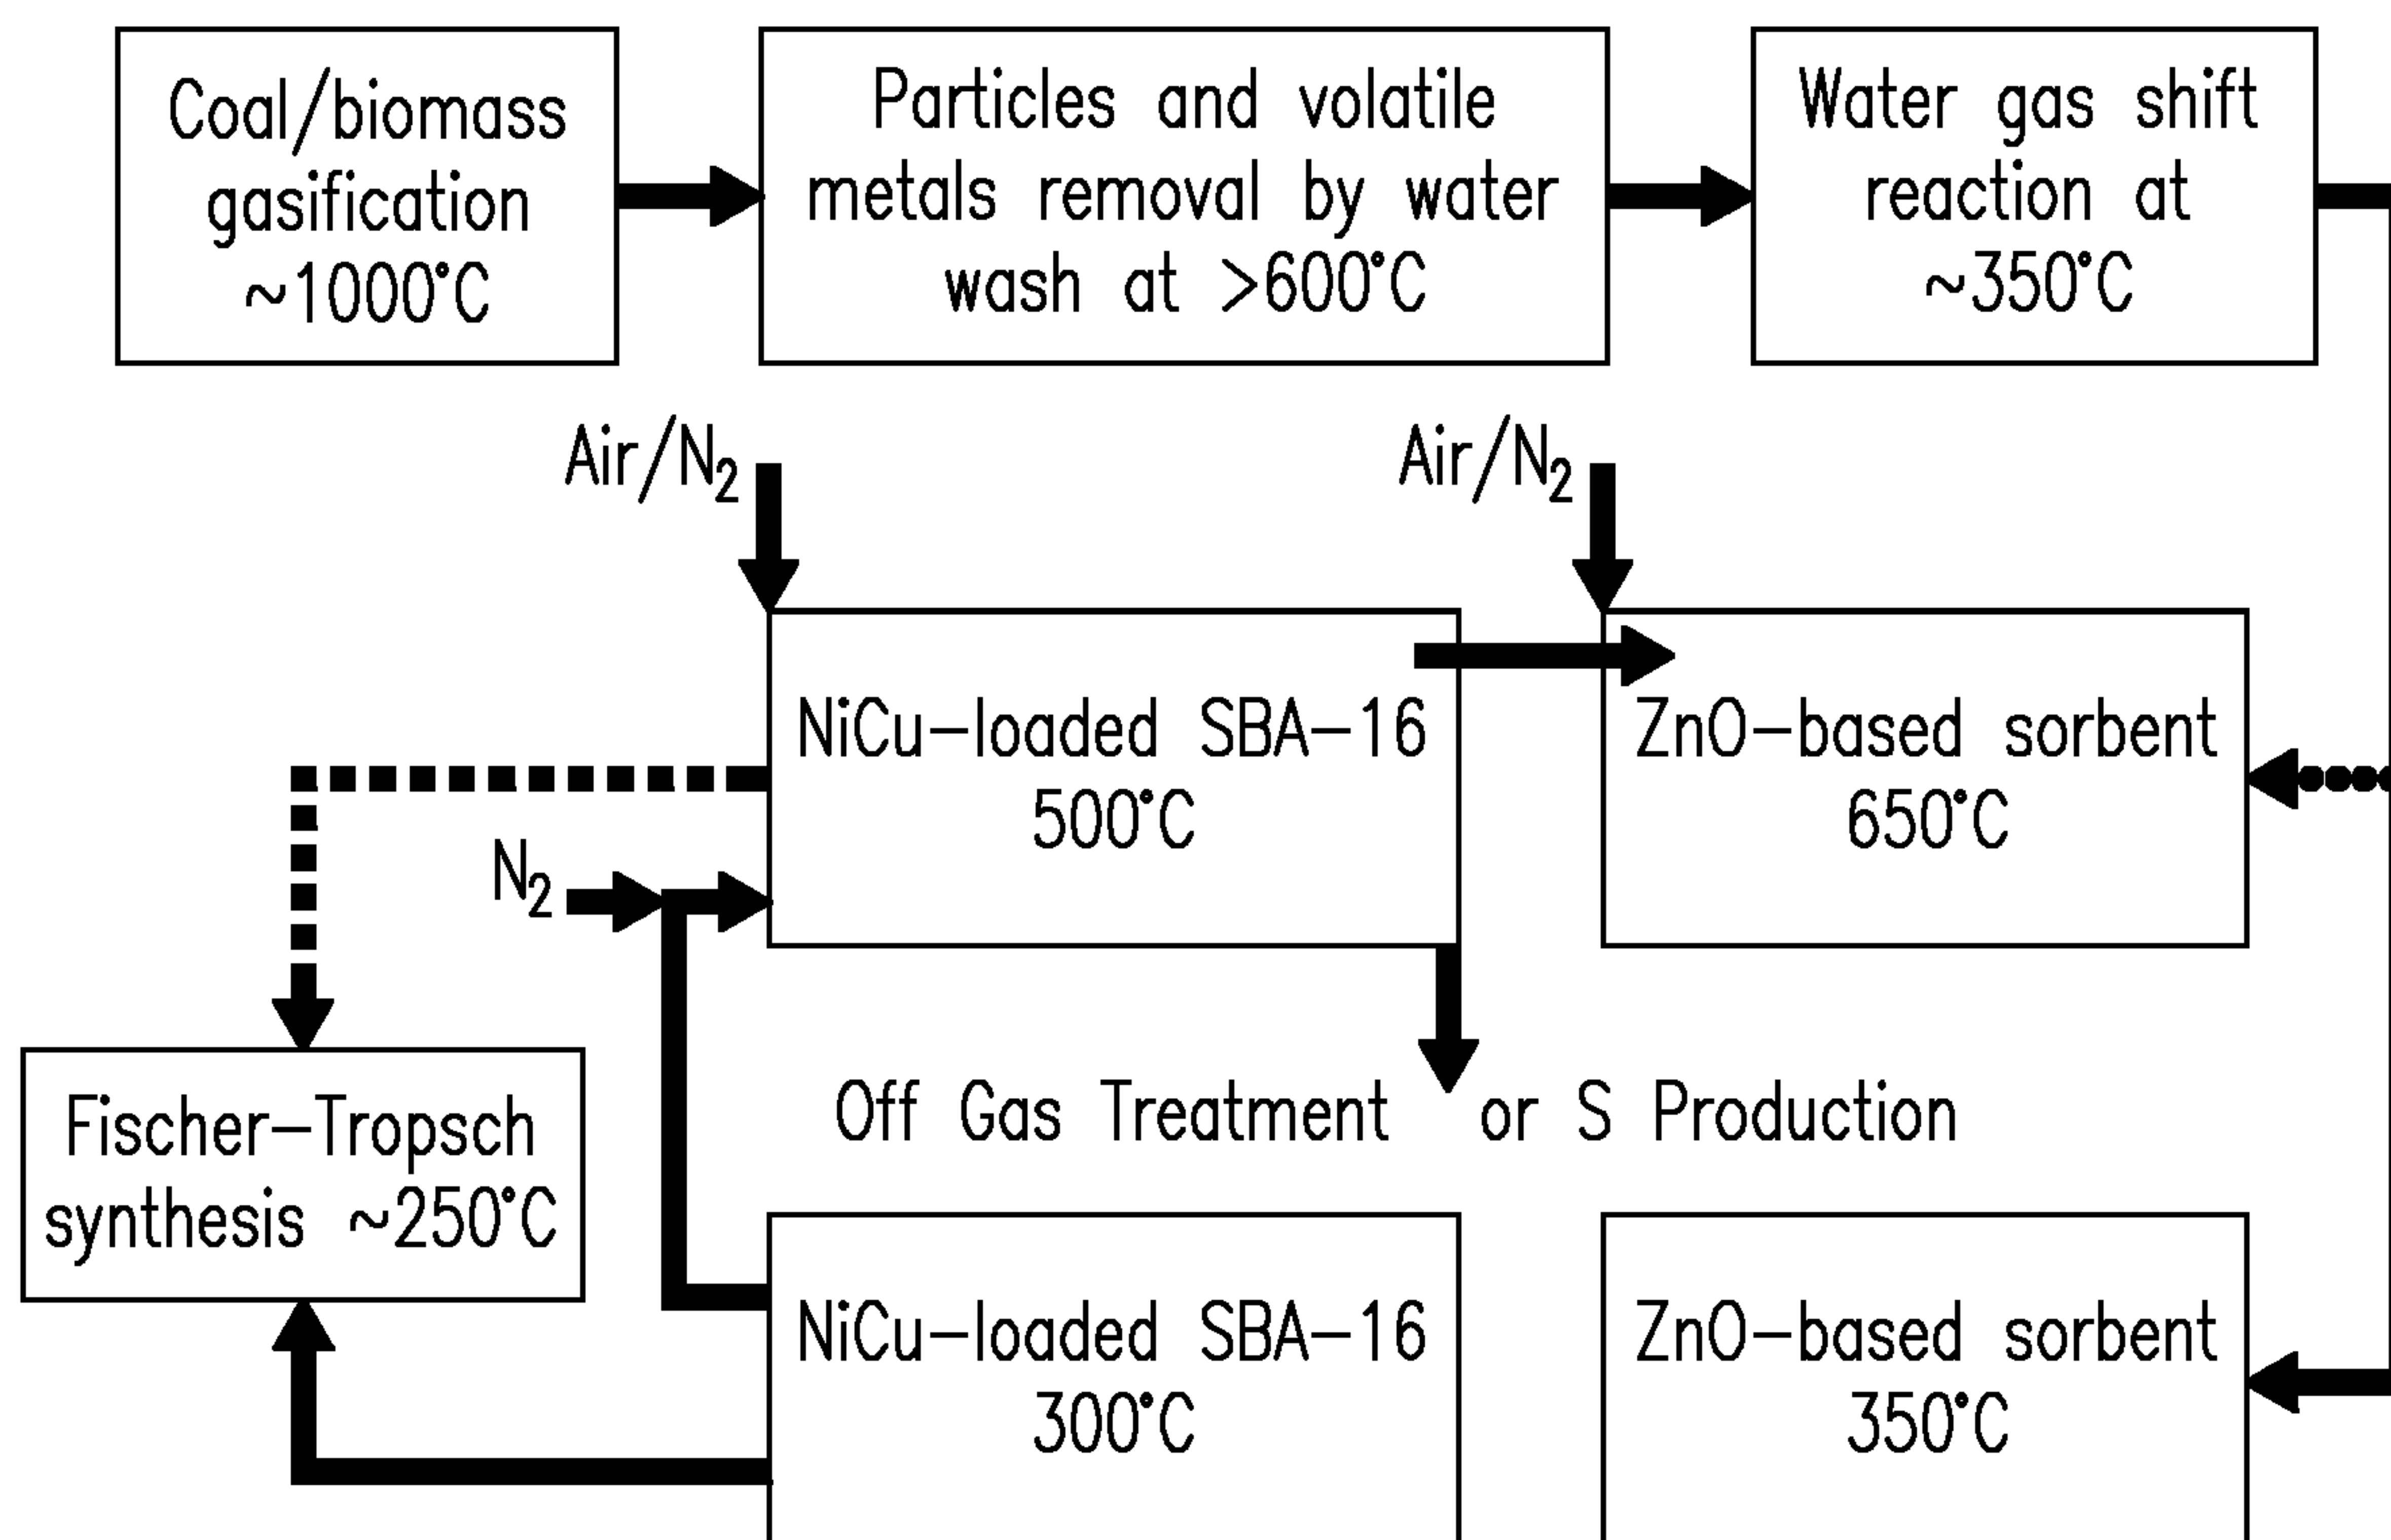 Coal/biomass
gasification
~1000°C
Particles and volatile
metals removal by water
wash at >600°C
Water gas shift
reaction at
~350°C
Air/N₂
Air/N₂
NiCu-loaded SBA-16
500°C
ZnO-based sorbent
650°C
N₂
Fischer-Tropsch
synthesis ~250°C
Off Gas Treatment or S Production
NiCu-loaded SBA-16
300°C
ZnO-based sorbent
350°C